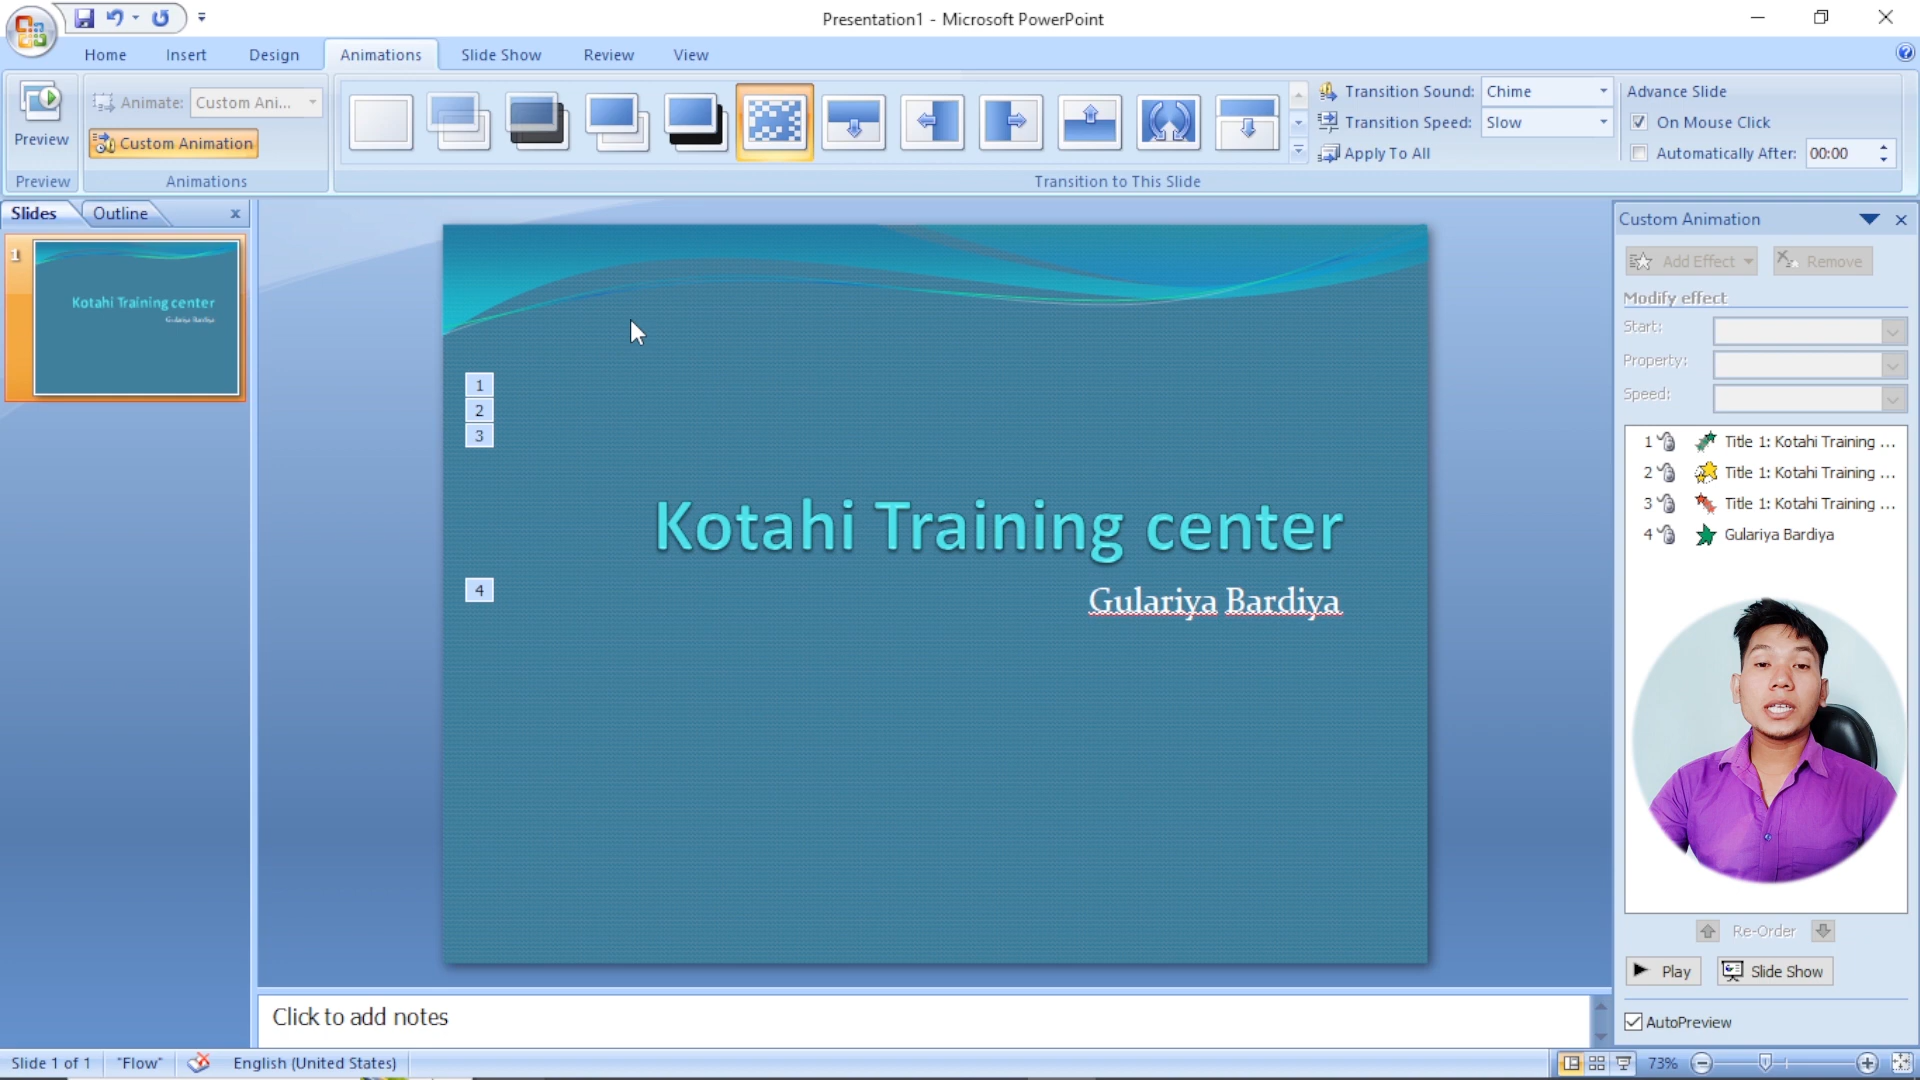 Presentation1 - Microsoft PowerPoint
Home Insert Design Animations Slide Show Review View
Preview
Preview
Animate: Custom Ani...
Custom Animation
Animations
Transition Sound: Chime
Transition Speed: Slow
Apply To All
Transition to This Slide
Advance Slide
On Mouse Click
Automatically After: 00:00
Slides Outline x
1
Kotahi Training center
Gulariya Bardiya
1
2
3
Kotahi Training center
4
Gulariya Bardiya
Custom Animation
Add Effect
Remove
Modify effect
Start:
Property:
Speed:
1 Title 1: Kotahi Training ...
2 Title 1: Kotahi Training ...
3 Title 1: Kotahi Training ...
4 Gulariya Bardiya
Re-Order
Play
Slide Show
AutoPreview
Click to add notes
Slide 1 of 1 "Flow" English (United States) 73%